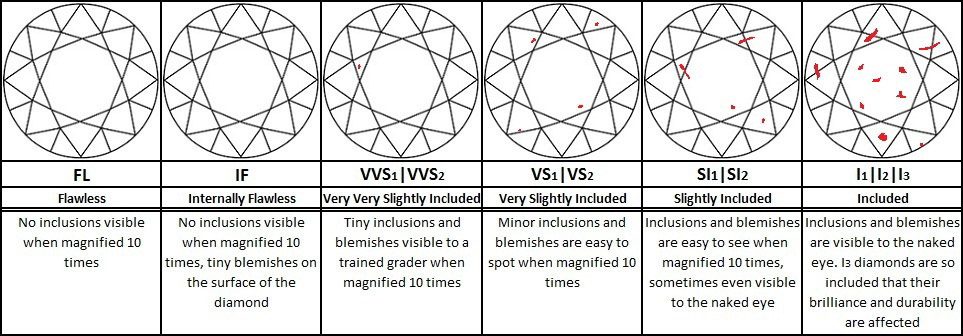 FL
Flawless
No inclusions visible
when magnified 10
times
IF
Internally Flawless
No inclusions visible
when magnified 10
times, tiny blemishes on
the surface of the
diamond
VVS1|VVS2
Very Very Slightly Included
Tiny inclusions and
blemishes visible to a
trained grader when
magnified 10 times
VS1|VS2
Very Slightly Included
Minor inclusions and
blemishes are easy to
spot when magnified 10
times
SI1|SI2
Slightly Included
Inclusions and blemishes
are easy to see when
magnified 10 times,
sometimes even visible
to the naked eye
I1|I2|I3
Included
Inclusions and blemishes
are visible to the naked
eye. I3 diamonds are so
included that their
brilliance and durability
are affected